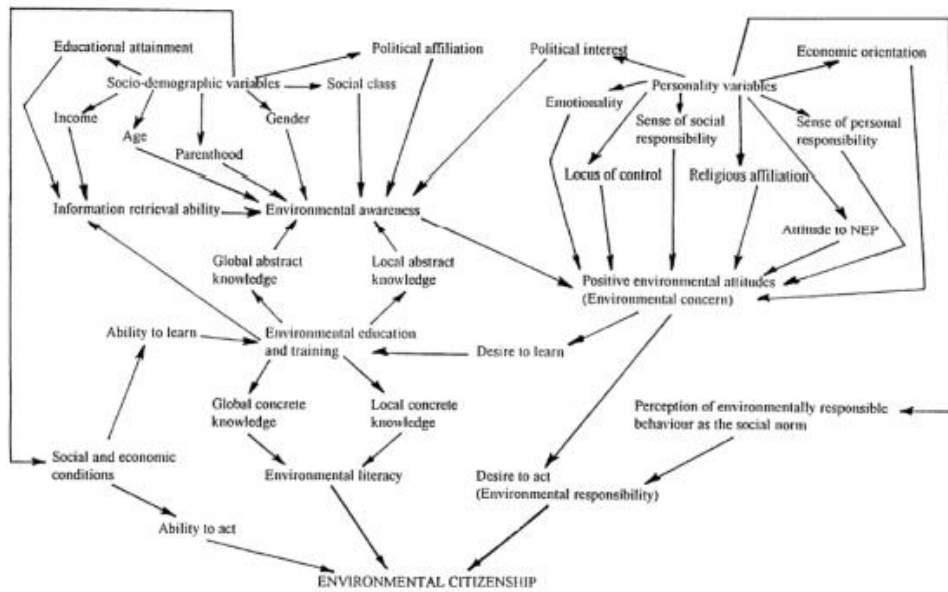 Educational attainment
Political affiliation
Political interest
Economic orientation
Socio-demographic variables
Social class
Personality variables
Emotionality
Income
Gender
Sense of social
responsibility
Sense of personal
responsibility
Age
Parenthood
Locus of control
Religious affiliation
Information retrieval ability
Environmental awareness
Attitude to NEP
Global abstract
knowledge
Local abstract
knowledge
Positive environmental attitudes
(Environmental concern)
Ability to learn
Environmental education
and training
Desire to learn
Global concrete
knowledge
Local concrete
knowledge
Perception of environmentally responsible
behaviour as the social norm
Social and economic
conditions
Environmental literacy
Desire to act
(Environmental responsibility)
Ability to act
ENVIRONMENTAL CITIZENSHIP